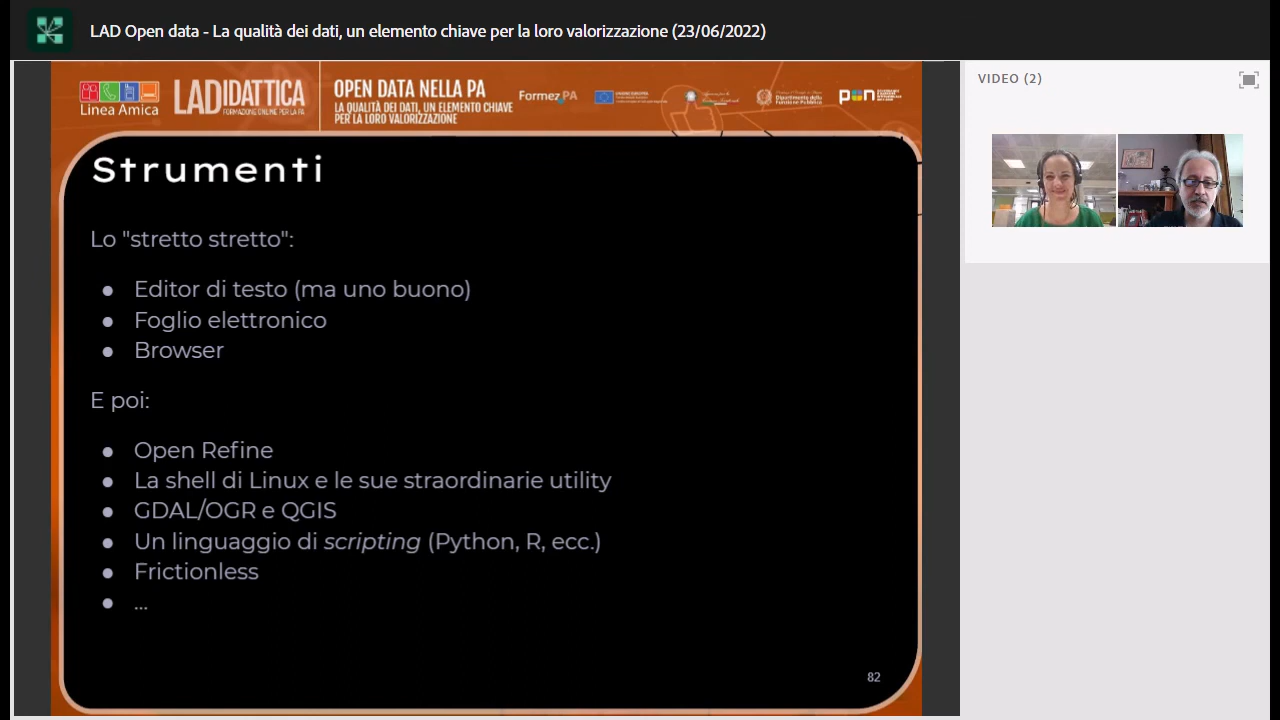 LAD Open data - La qualità dei dati, un elemento chiave per la loro valorizzazione (23/06/2022)
VIDEO (2)
Linea Amica
LADIDATTICA
FORMAZIONE ONLINE PER LA PA
OPEN DATA NELLA PA
LA QUALITÀ DEI DATI, UN ELEMENTO CHIAVE
PER LA LORO VALORIZZAZIONE
FormezPA
UNIONE EUROPEA
Dipartimento della
Funzione Pubblica
pon
Strumenti
Lo "stretto stretto":
● Editor di testo (ma uno buono)
● Foglio elettronico
● Browser
E poi:
● Open Refine
● La shell di Linux e le sue straordinarie utility
● GDAL/OGR e QGIS
● Un linguaggio di scripting (Python, R, ecc.)
● Frictionless
● ...
82